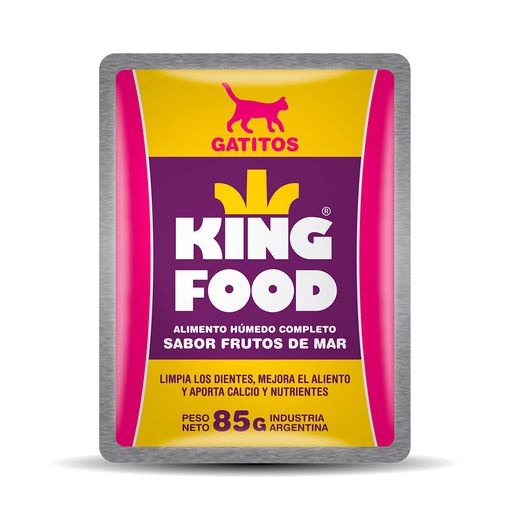 GATITOS
KING ®
FOOD
ALIMENTO HÚMEDO COMPLETO
SABOR FRUTOS DE MAR
LIMPIA LOS DIENTES, MEJORA EL ALIENTO
Y APORTA CALCIO Y NUTRIENTES
PESO NETO 85G INDUSTRIA ARGENTINA